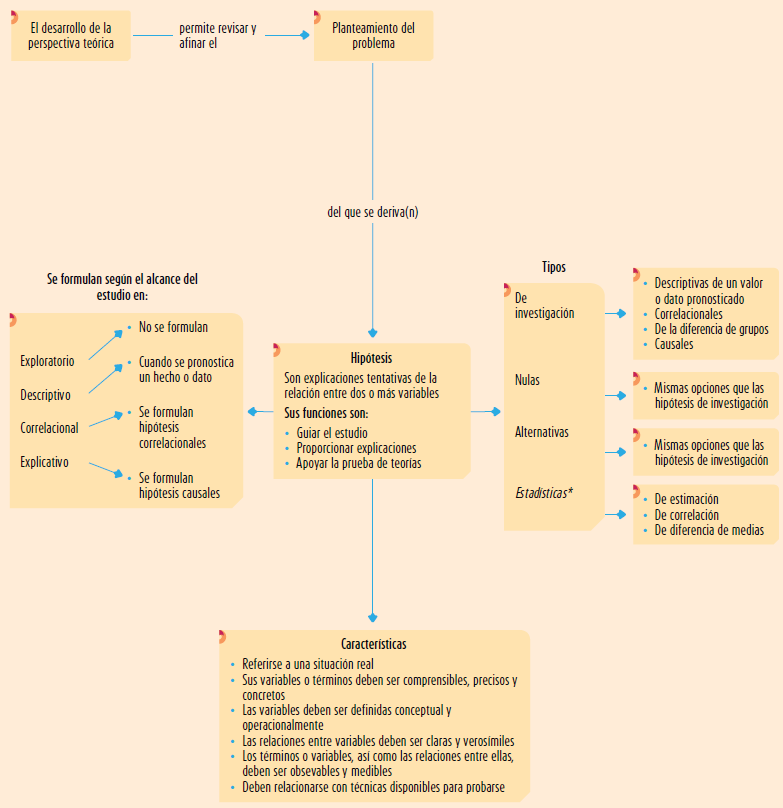 El desarrollo de la
perspectiva teórica
permite revisar y
afinar el
Planteamiento del
problema
del que se deriva(n)
Se formulan según el alcance del
estudio en:
Exploratorio
Descriptivo
Correlacional
Explicativo
• No se formulan
• Cuando se pronostica
un hecho o dato
• Se formulan
hipótesis
correlacionales
• Se formulan
hipótesis causales
Hipótesis
Son explicaciones tentativas de la
relación entre dos o más variables
Sus funciones son:
• Guiar el estudio
• Proporcionar explicaciones
• Apoyar la prueba de teorías
Tipos
De
investigación
Nulas
Alternativas
Estadísticas*
• Descriptivas de un valor
o dato pronosticado
• Correlacionales
• De la diferencia de grupos
• Causales
• Mismas opciones que las
hipótesis de investigación
• Mismas opciones que las
hipótesis de investigación
• De estimación
• De correlación
• De diferencia de medias
Características
• Referirse a una situación real
• Sus variables o términos deben ser comprensibles, precisos y
concretos
• Las variables deben ser definidas conceptual y
operacionalmente
• Las relaciones entre variables deben ser claras y verosímiles
• Los términos o variables, así como las relaciones entre ellas,
deben ser obsevables y medibles
• Deben relacionarse con técnicas disponibles para probarse